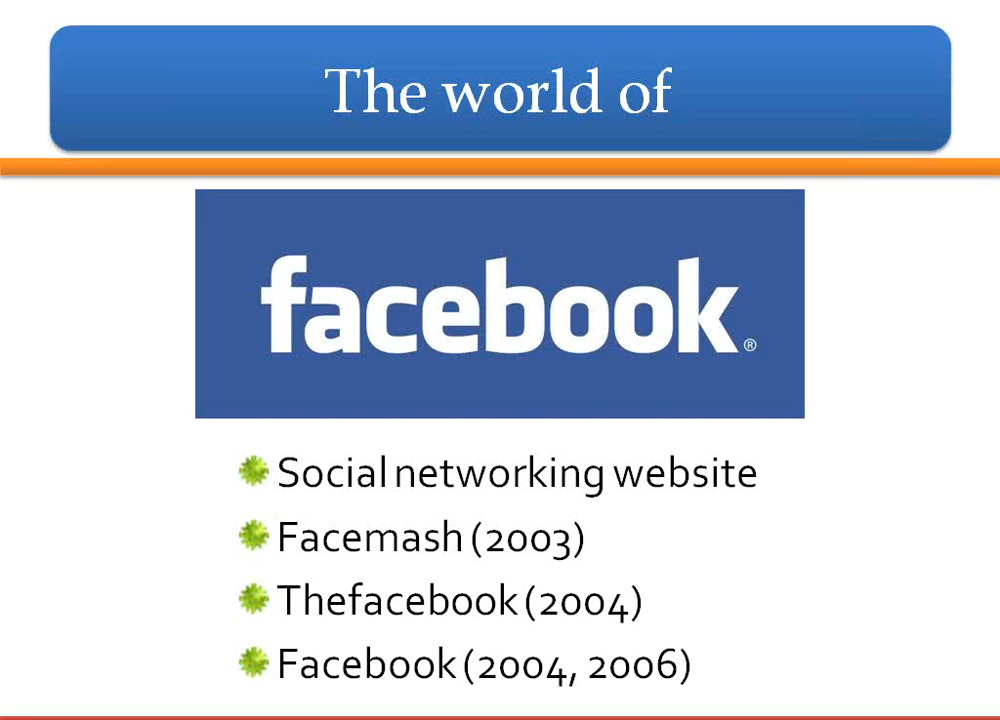 The world of
facebook®
Social networking website
Facemash (2003)
Thefacebook (2004)
Facebook (2004, 2006)